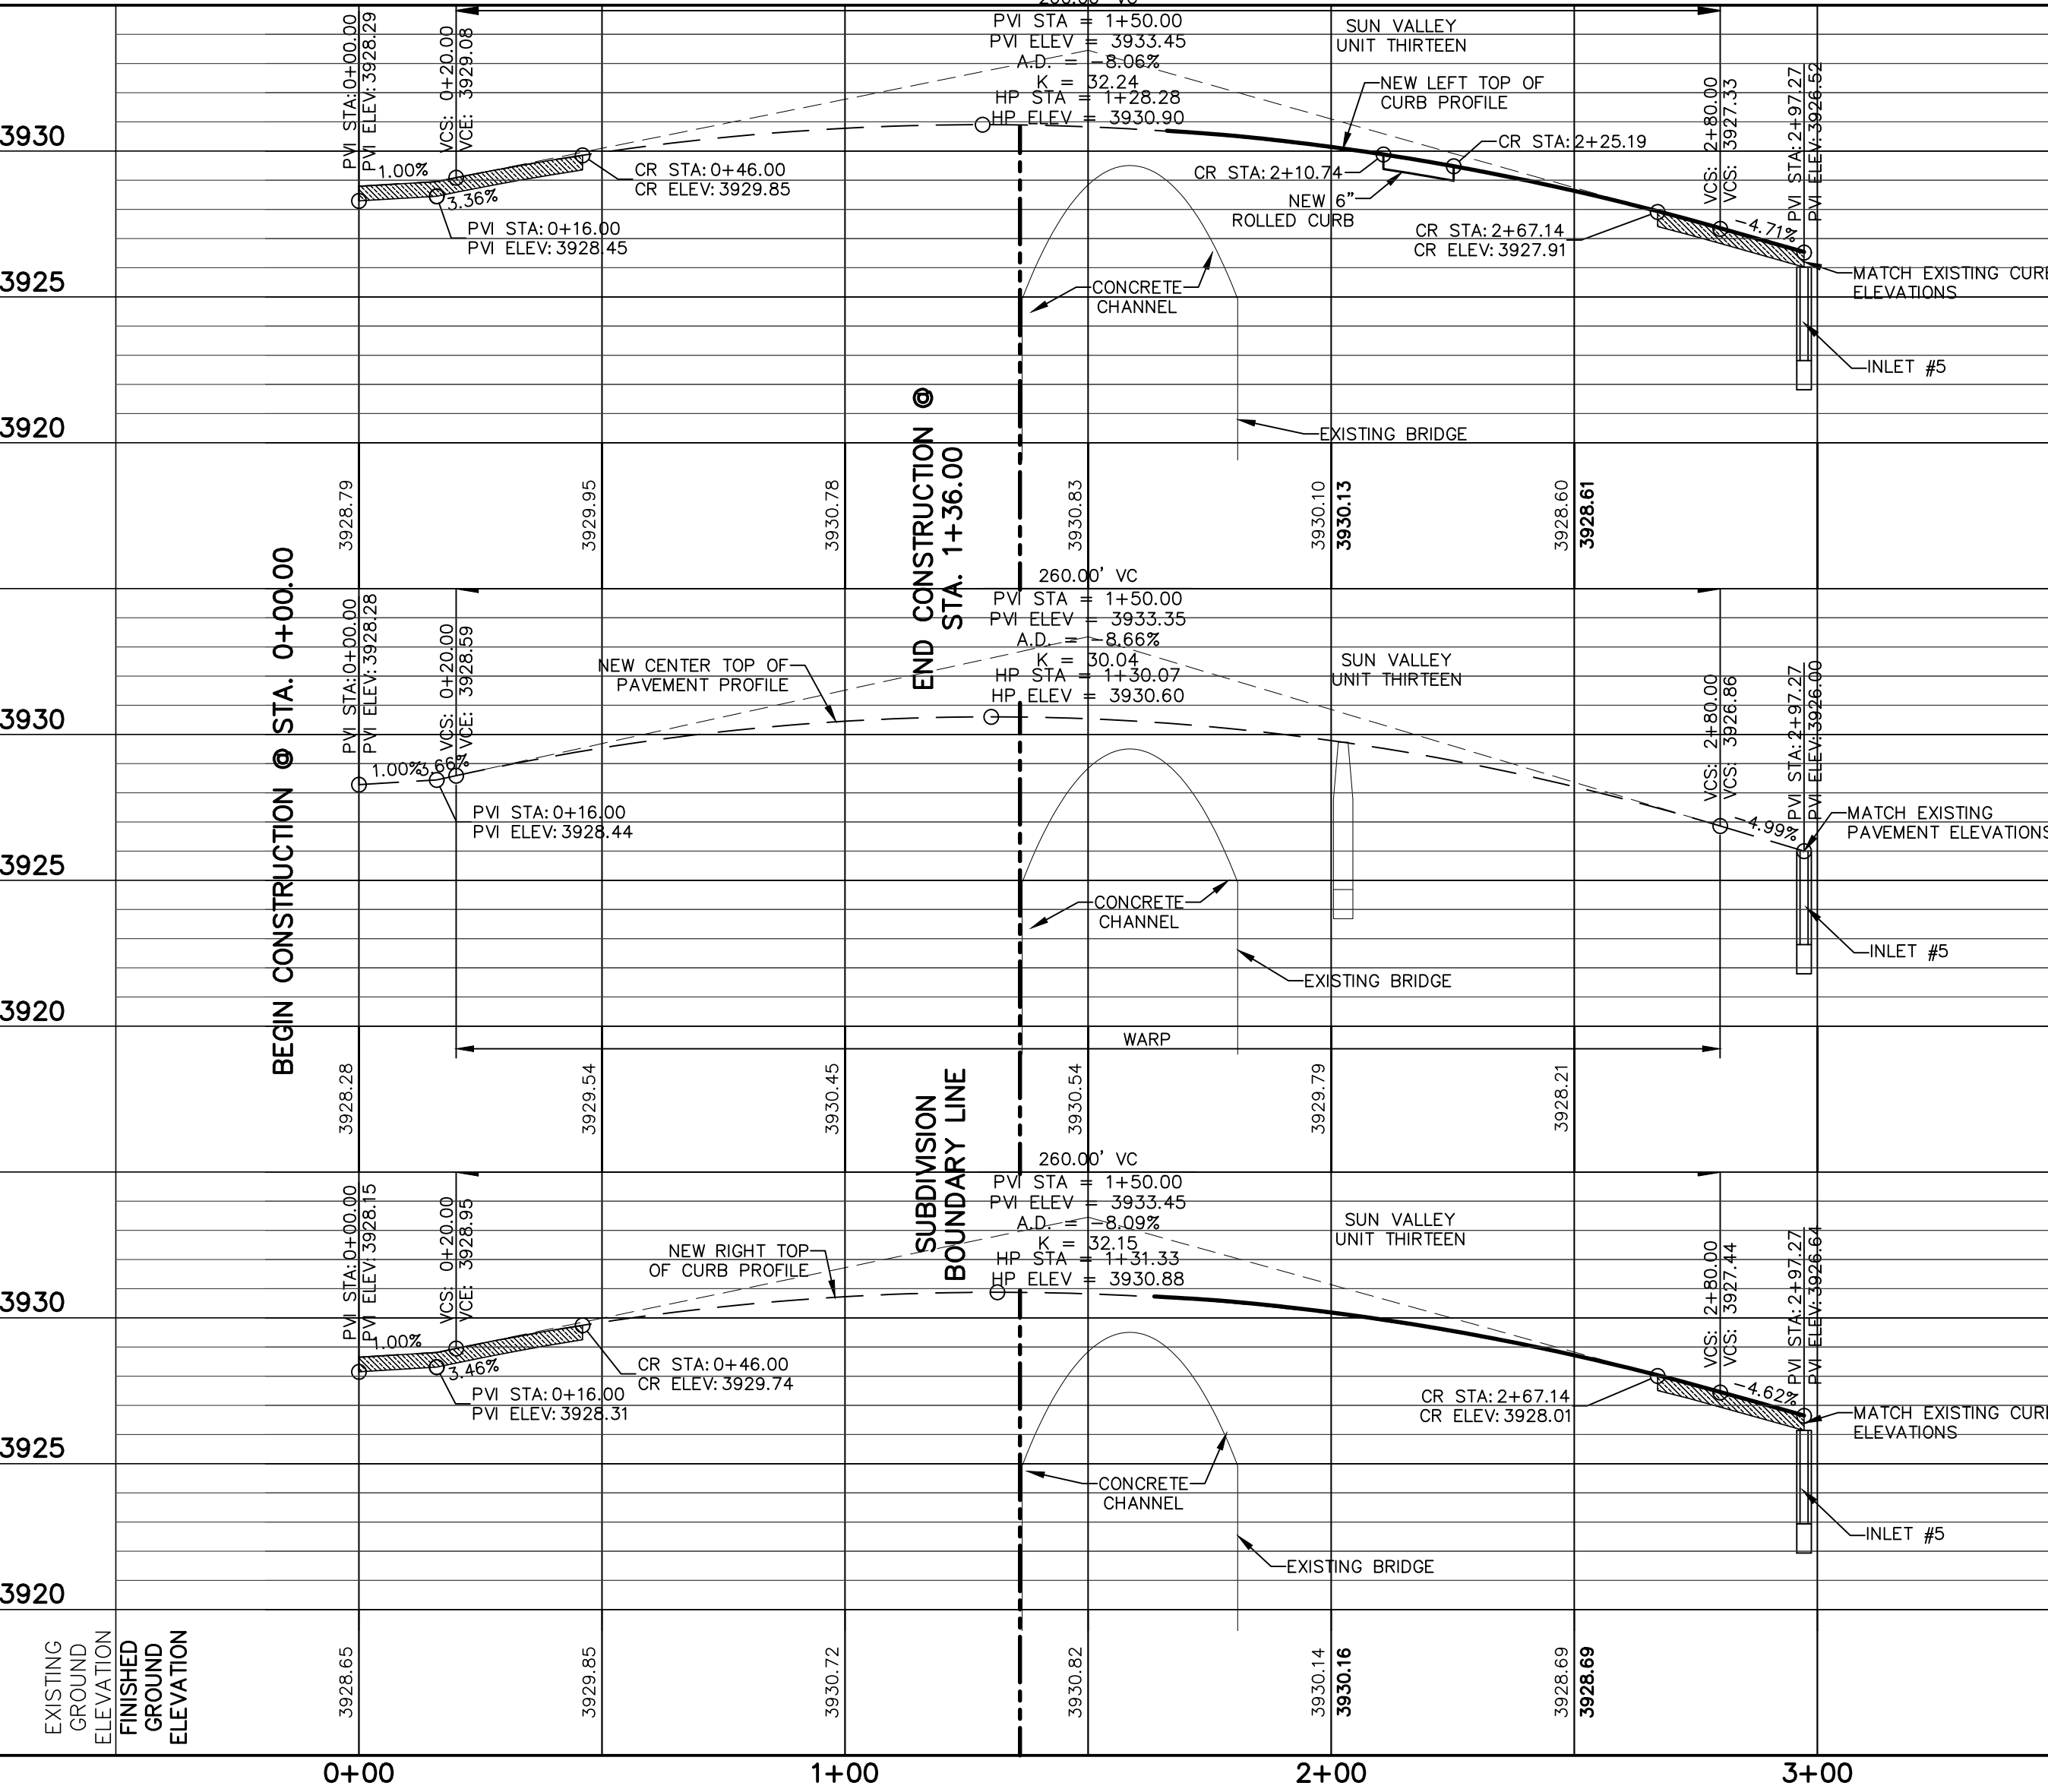 260.00' VC
PVI STA = 1+50.00
PVI ELEV = 3933.45
A.D. = -8.06%
K = 32.24
HP STA = 1+28.28
HP ELEV = 3930.90
SUN VALLEY
UNIT THIRTEEN
PVI STA:0+00.00
PVI ELEV:3928.29
VCS: 0+20.00
VCE: 3929.08
NEW LEFT TOP OF
CURB PROFILE
VCS: 2+80.00
VCS: 3927.33
PVI STA:2+97.27
PVI ELEV:3926.52
3930
1.00%
3.36%
CR STA:0+46.00
CR ELEV:3929.85
CR STA:2+25.19
CR STA:2+10.74
NEW 6"
ROLLED CURB
PVI STA:0+16.00
PVI ELEV:3928.45
CR STA:2+67.14
CR ELEV:3927.91
-4.71%
3925
CONCRETE
CHANNEL
MATCH EXISTING CURB
ELEVATIONS
INLET #5
3920
EXISTING BRIDGE
END CONSTRUCTION @
STA. 1+36.00
3928.79
3929.95
3930.78
3930.83
3930.10
3930.13
3928.60
3928.61
BEGIN CONSTRUCTION @ STA. 0+00.00
260.00' VC
PVI STA = 1+50.00
PVI ELEV = 3933.35
A.D. = -8.66%
K = 30.04
HP STA = 1+30.07
HP ELEV = 3930.60
PVI STA:0+00.00
PVI ELEV:3928.28
VCS: 0+20.00
VCE: 3928.59
NEW CENTER TOP OF
PAVEMENT PROFILE
SUN VALLEY
UNIT THIRTEEN
VCS: 2+80.00
VCS: 3926.86
PVI STA:2+97.27
PVI ELEV:3926.00
3930
1.00%
3.66%
PVI STA:0+16.00
PVI ELEV:3928.44
-4.99%
MATCH EXISTING
PAVEMENT ELEVATIONS
3925
CONCRETE
CHANNEL
INLET #5
EXISTING BRIDGE
3920
WARP
3928.28
3929.54
3930.45
3930.54
3929.79
3928.21
SUBDIVISION
BOUNDARY LINE
260.00' VC
PVI STA = 1+50.00
PVI ELEV = 3933.45
A.D. = -8.09%
K = 32.15
HP STA = 1+31.33
HP ELEV = 3930.88
PVI STA:0+00.00
PVI ELEV:3928.15
VCS: 0+20.00
VCE: 3928.95
NEW RIGHT TOP
OF CURB PROFILE
SUN VALLEY
UNIT THIRTEEN
VCS: 2+80.00
VCS: 3927.44
PVI STA:2+97.27
PVI ELEV:3926.64
3930
1.00%
3.46%
CR STA:0+46.00
CR ELEV:3929.74
PVI STA:0+16.00
PVI ELEV:3928.31
CR STA:2+67.14
CR ELEV:3928.01
-4.62%
MATCH EXISTING CURB
ELEVATIONS
3925
CONCRETE
CHANNEL
INLET #5
EXISTING BRIDGE
3920
EXISTING
GROUND
ELEVATION
FINISHED
GROUND
ELEVATION
3928.65
3929.85
3930.72
3930.82
3930.14
3930.16
3928.69
3928.69
0+00
1+00
2+00
3+00